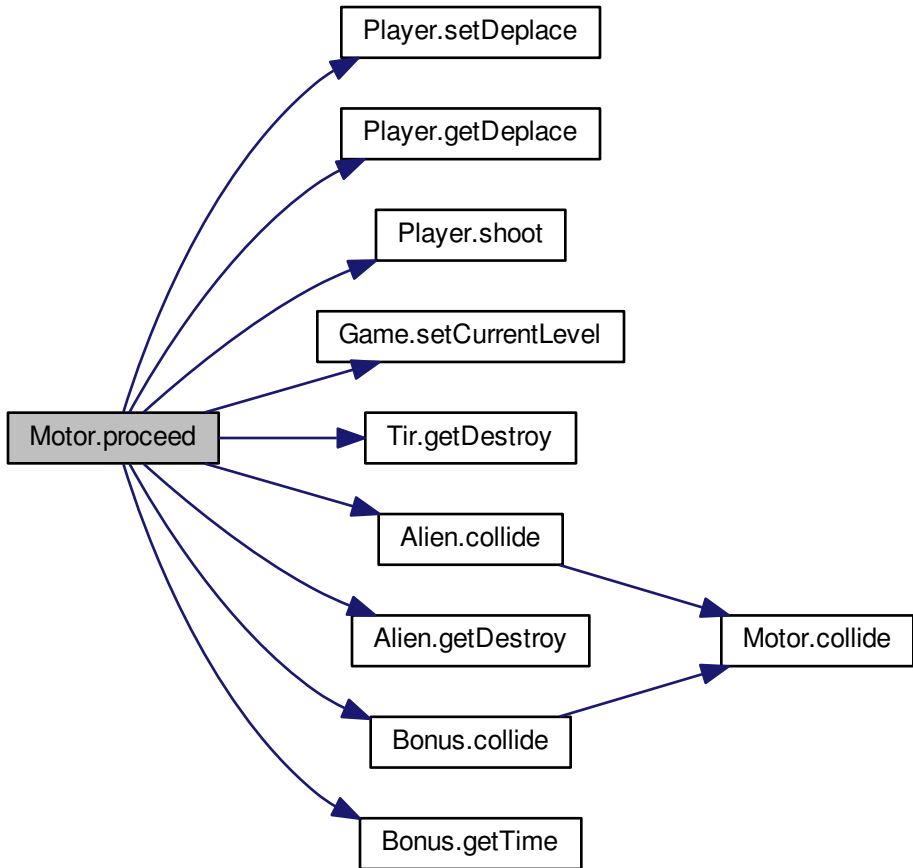 Player.setDeplace
Player.getDeplace
Player.shoot
Game.setCurrentLevel
Motor.proceed
Tir.getDestroy
Alien.collide
Alien.getDestroy
Motor.collide
Bonus.collide
Bonus.getTime